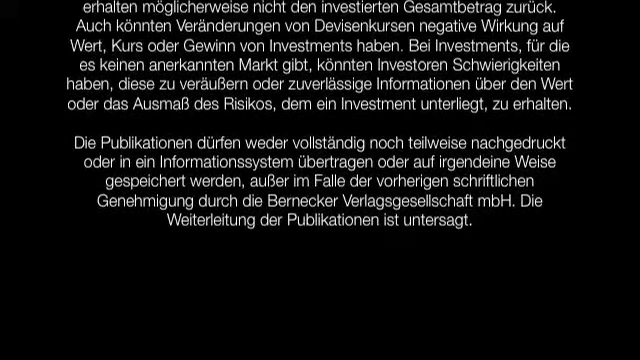 erhalten möglicherweise nicht den investierten Gesamtbetrag zurück.
Auch könnten Veränderungen von Devisenkursen negative Wirkung auf
Wert, Kurs oder Gewinn von Investments haben. Bei Investments, für die
es keinen anerkannten Markt gibt, könnten Investoren Schwierigkeiten
haben, diese zu veräußern oder zuverlässige Informationen über den Wert
oder das Ausmaß des Risikos, dem ein Investment unterliegt, zu erhalten.
Die Publikationen dürfen weder vollständig noch teilweise nachgedruckt
oder in ein Informationssystem übertragen oder auf irgendeine Weise
gespeichert werden, außer im Falle der vorherigen schriftlichen
Genehmigung durch die Bernecker Verlagsgesellschaft mbH. Die
Weiterleitung der Publikationen ist untersagt.